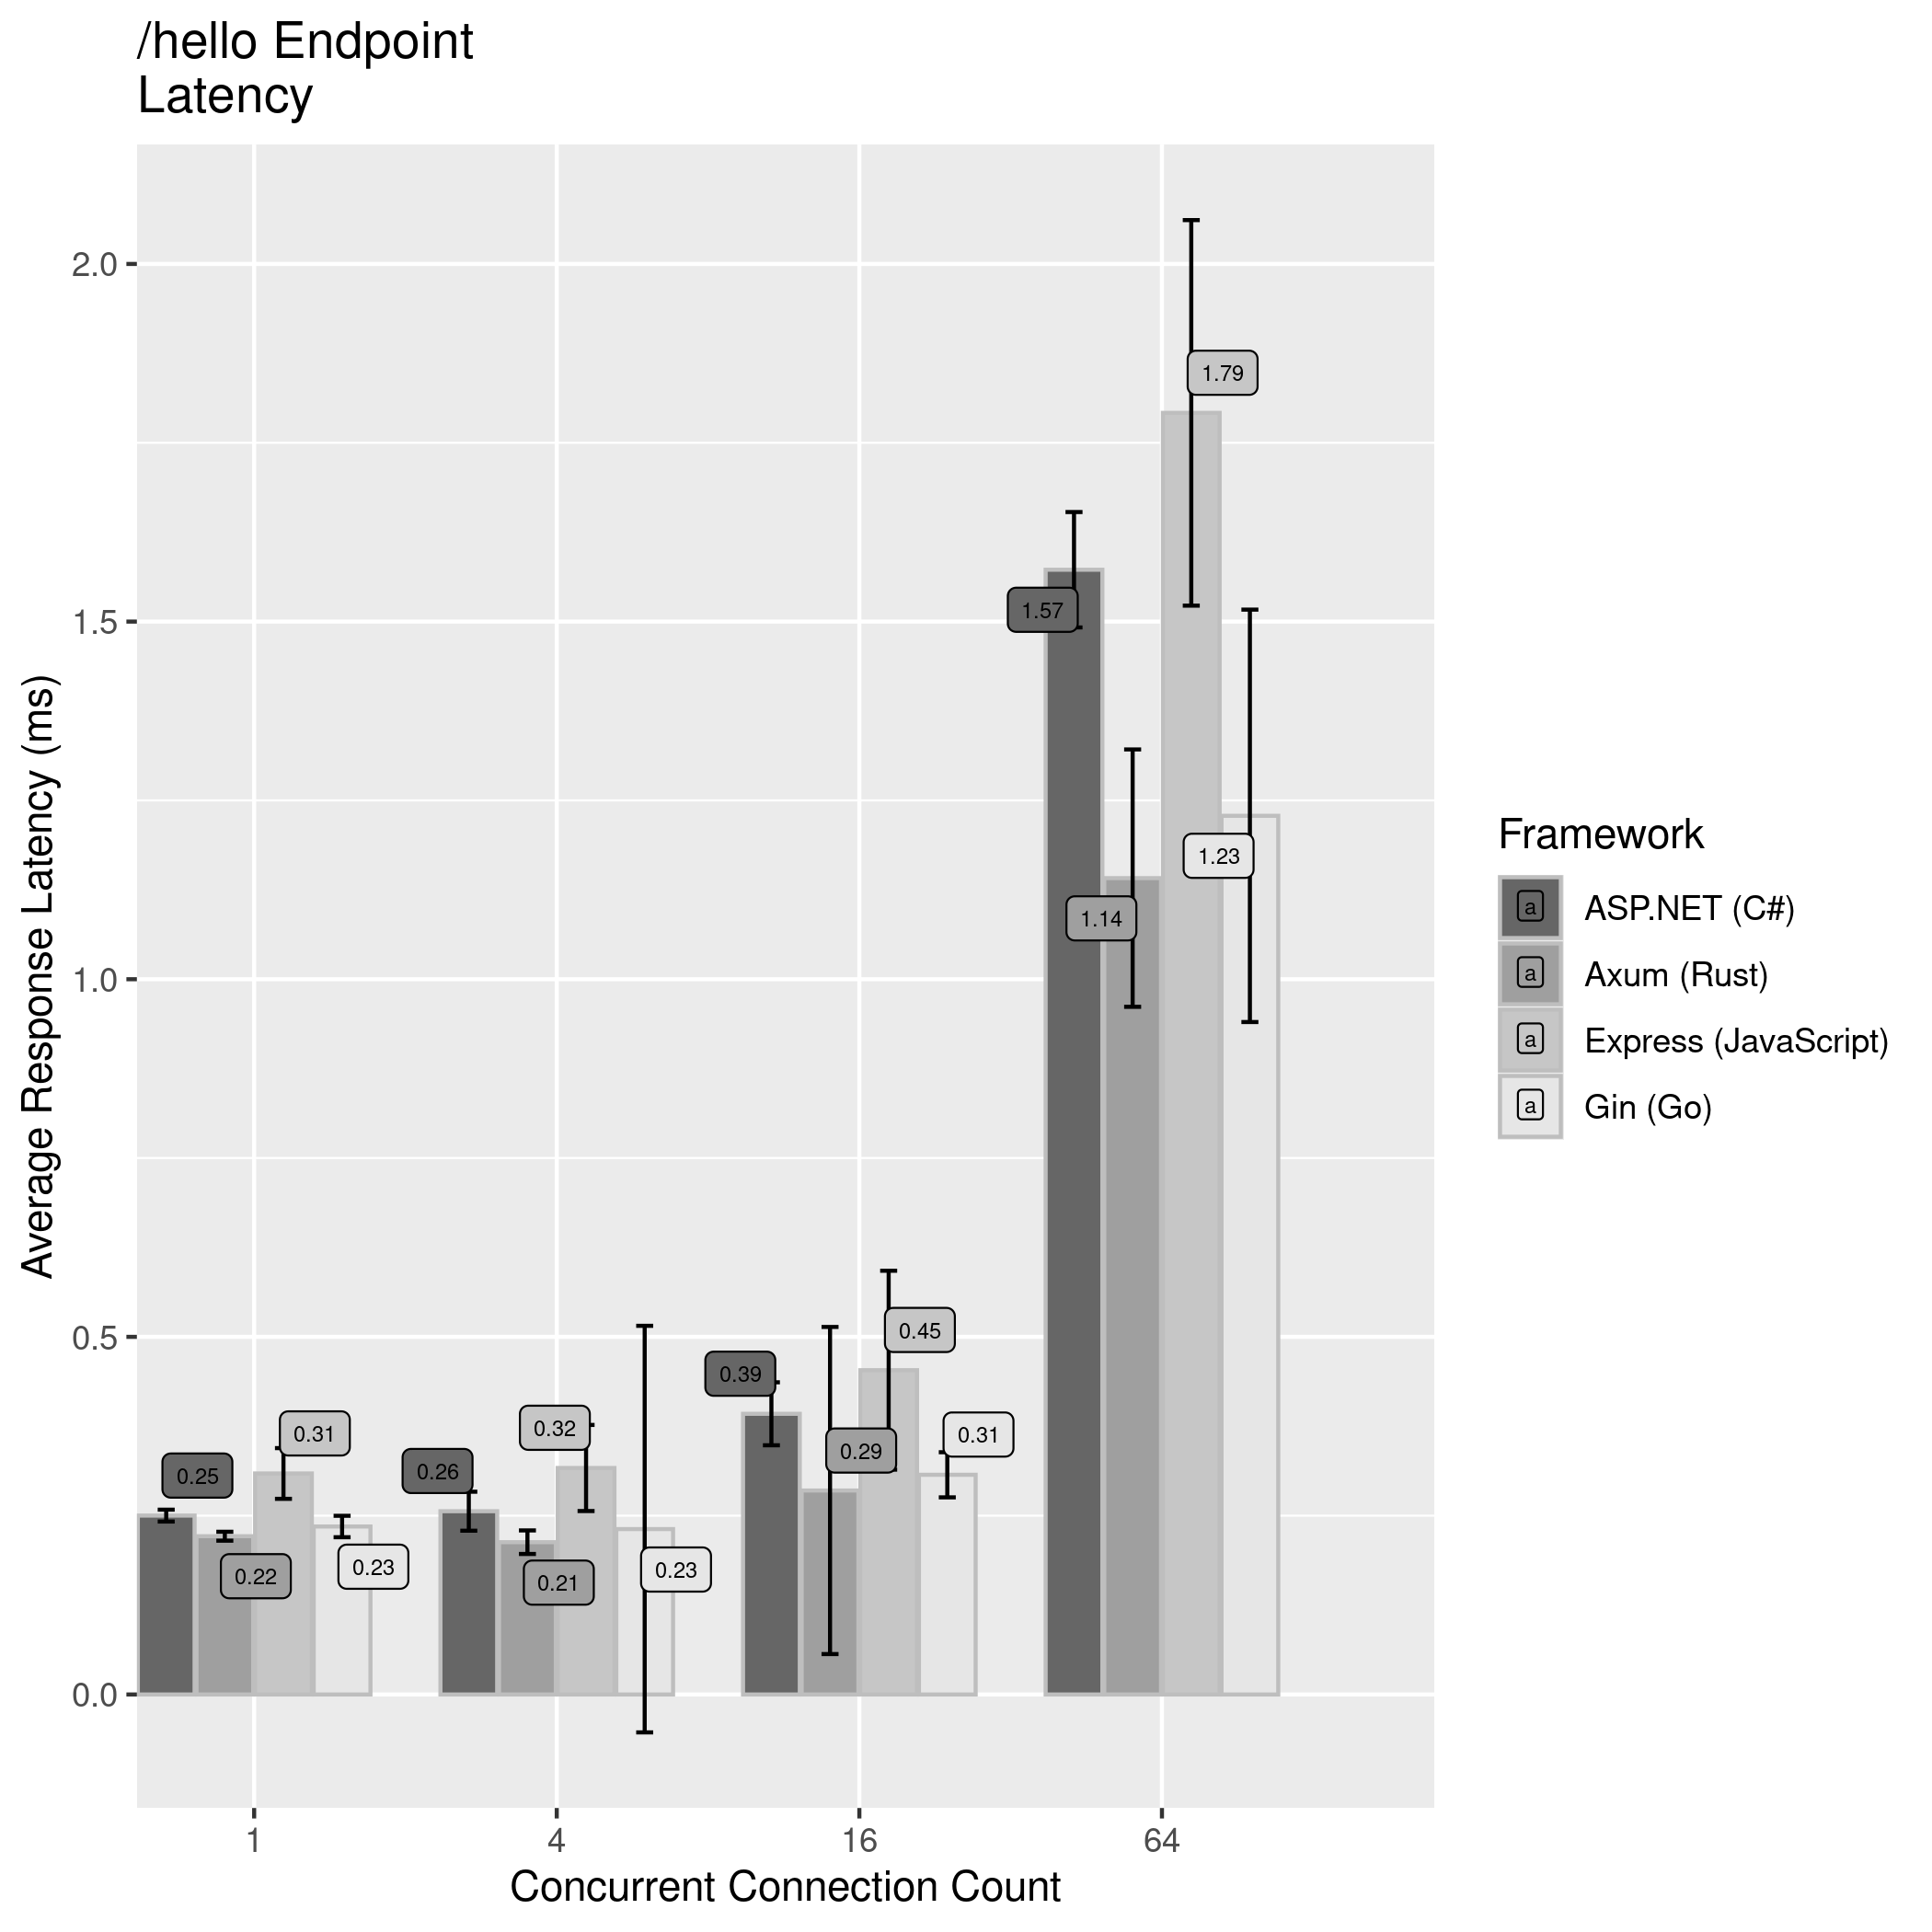 /hello Endpoint
Latency
Average Response Latency (ms)
2.0
1.5
1.0
0.5
0.0
0.25
0.22
0.31
0.23
0.26
0.21
0.32
0.23
0.39
0.29
0.45
0.31
1.57
1.14
1.79
1.23
1
4
16
64
Concurrent Connection Count
Framework
a ASP.NET (C#)
a Axum (Rust)
a Express (JavaScript)
a Gin (Go)